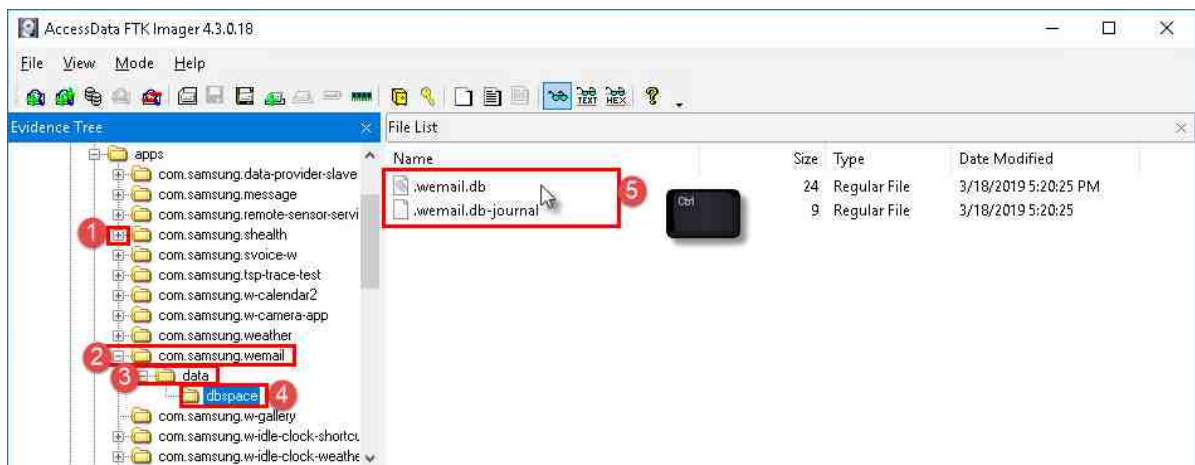 AccessData FTK Imager 4.3.0.18
File View Mode Help
TEXT HEX
Evidence Tree
File List
apps
com.samsung.data-provider-slave
com.samsung.message
com.samsung.remote-sensor-servi
1
com.samsung.shealth
com.samsung.svoice-w
com.samsung.tsp-trace-test
com.samsung.w-calendar2
com.samsung.w-camera-app
com.samsung.weather
2
com.samsung.wemail
3
data
dbspace
4
com.samsung.w-gallery
com.samsung.w-idle-clock-shortcu
com.samsung.w-idle-clock-weathe
Name Size Type Date Modified
.wemail.db 24 Regular File 3/18/2019 5:20:25 PM
.wemail.db-journal 9 Regular File 3/18/2019 5:20:25
5
Ctrl